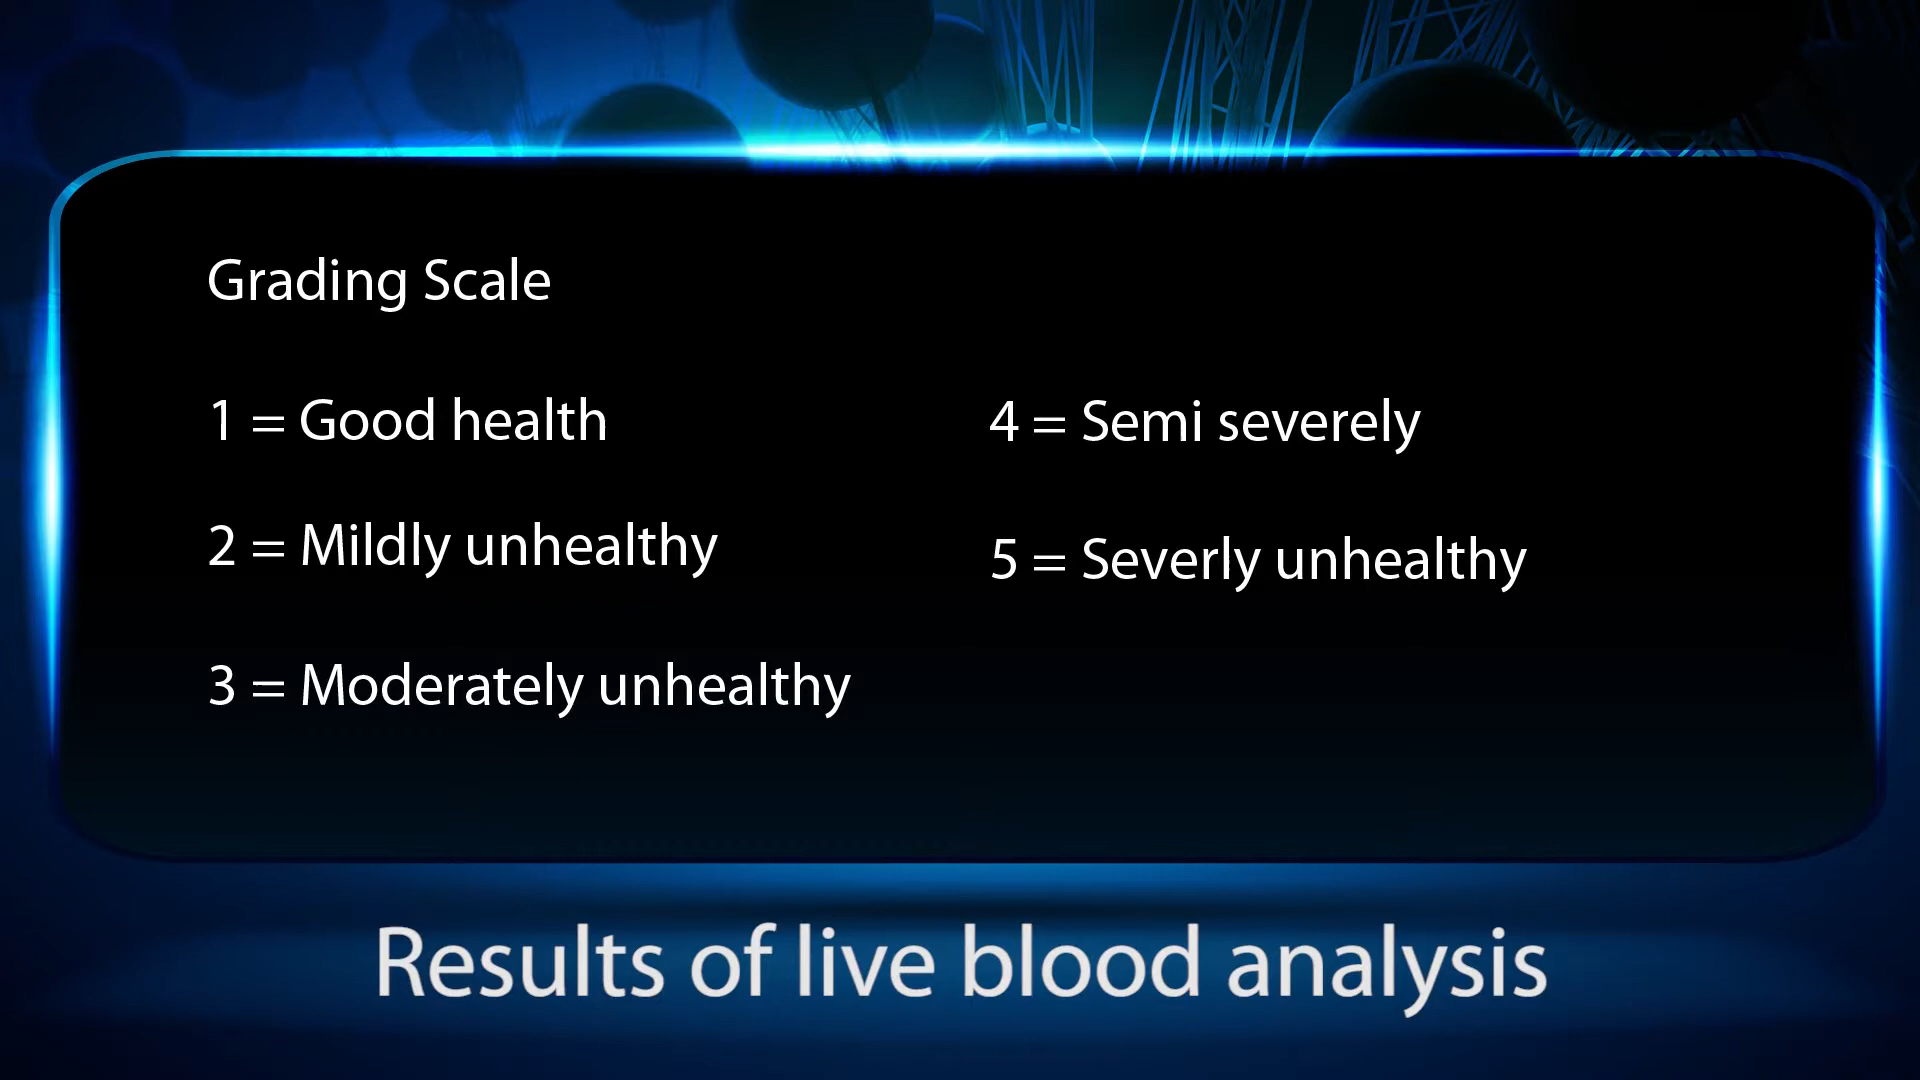 Grading Scale
1 = Good health
2 = Mildly unhealthy
3 = Moderately unhealthy
4 = Semi severely
5 = Severly unhealthy
Results of live blood analysis